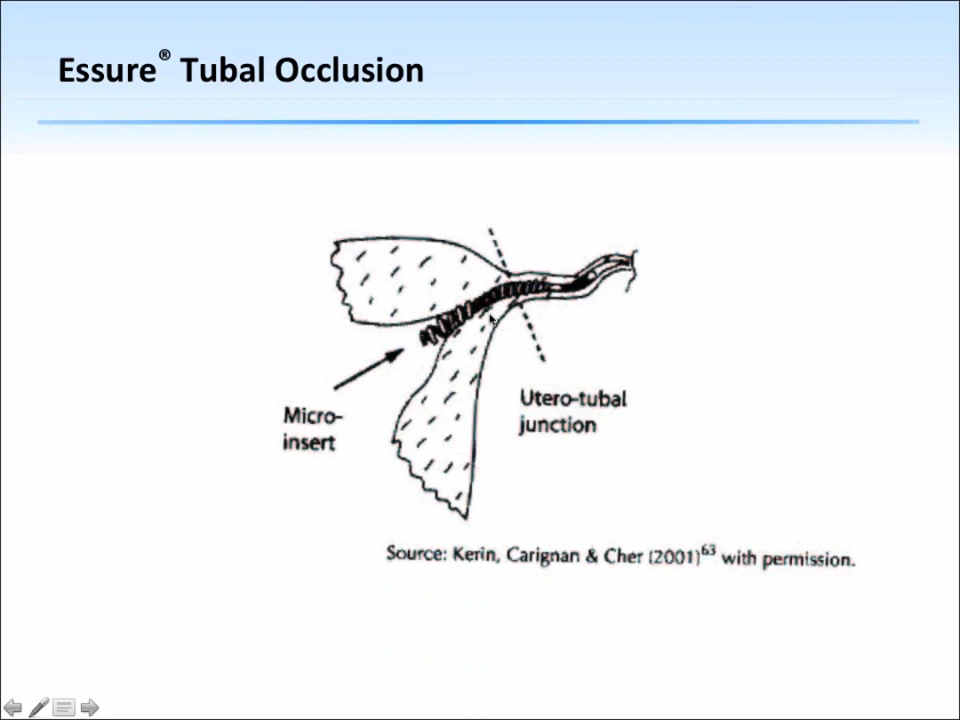 Essure® Tubal Occlusion
Micro-
insert
Utero-tubal
junction
Source: Kerin, Carignan & Cher (2001)63 with permission.